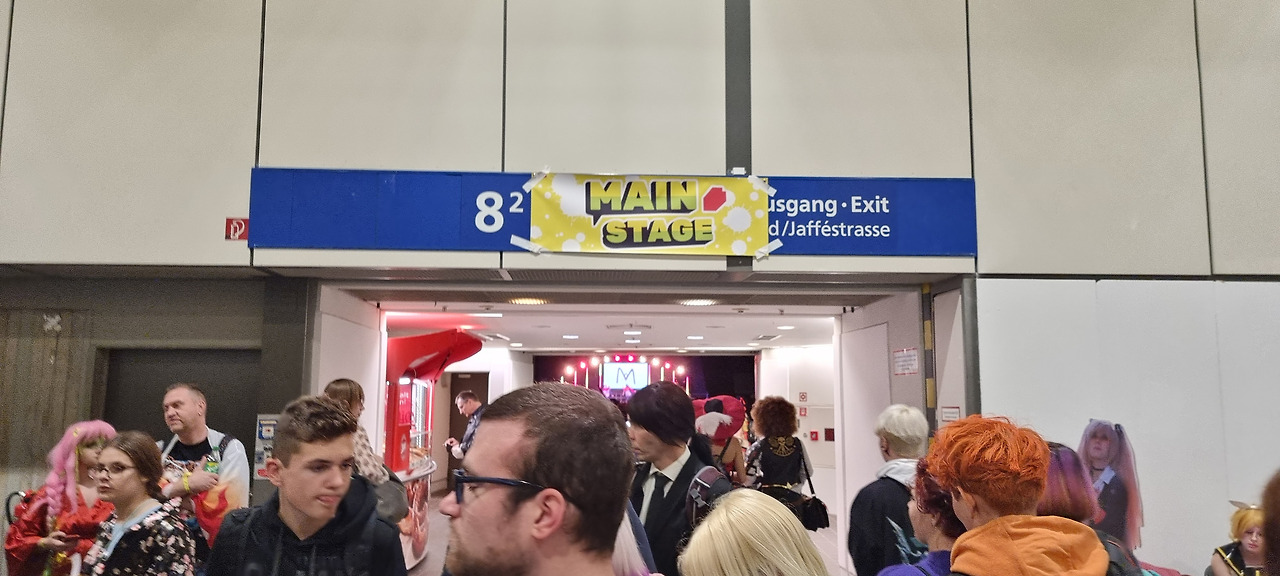 8²
MAIN
STAGE
usgang · Exit
d/Jafféstrasse
M